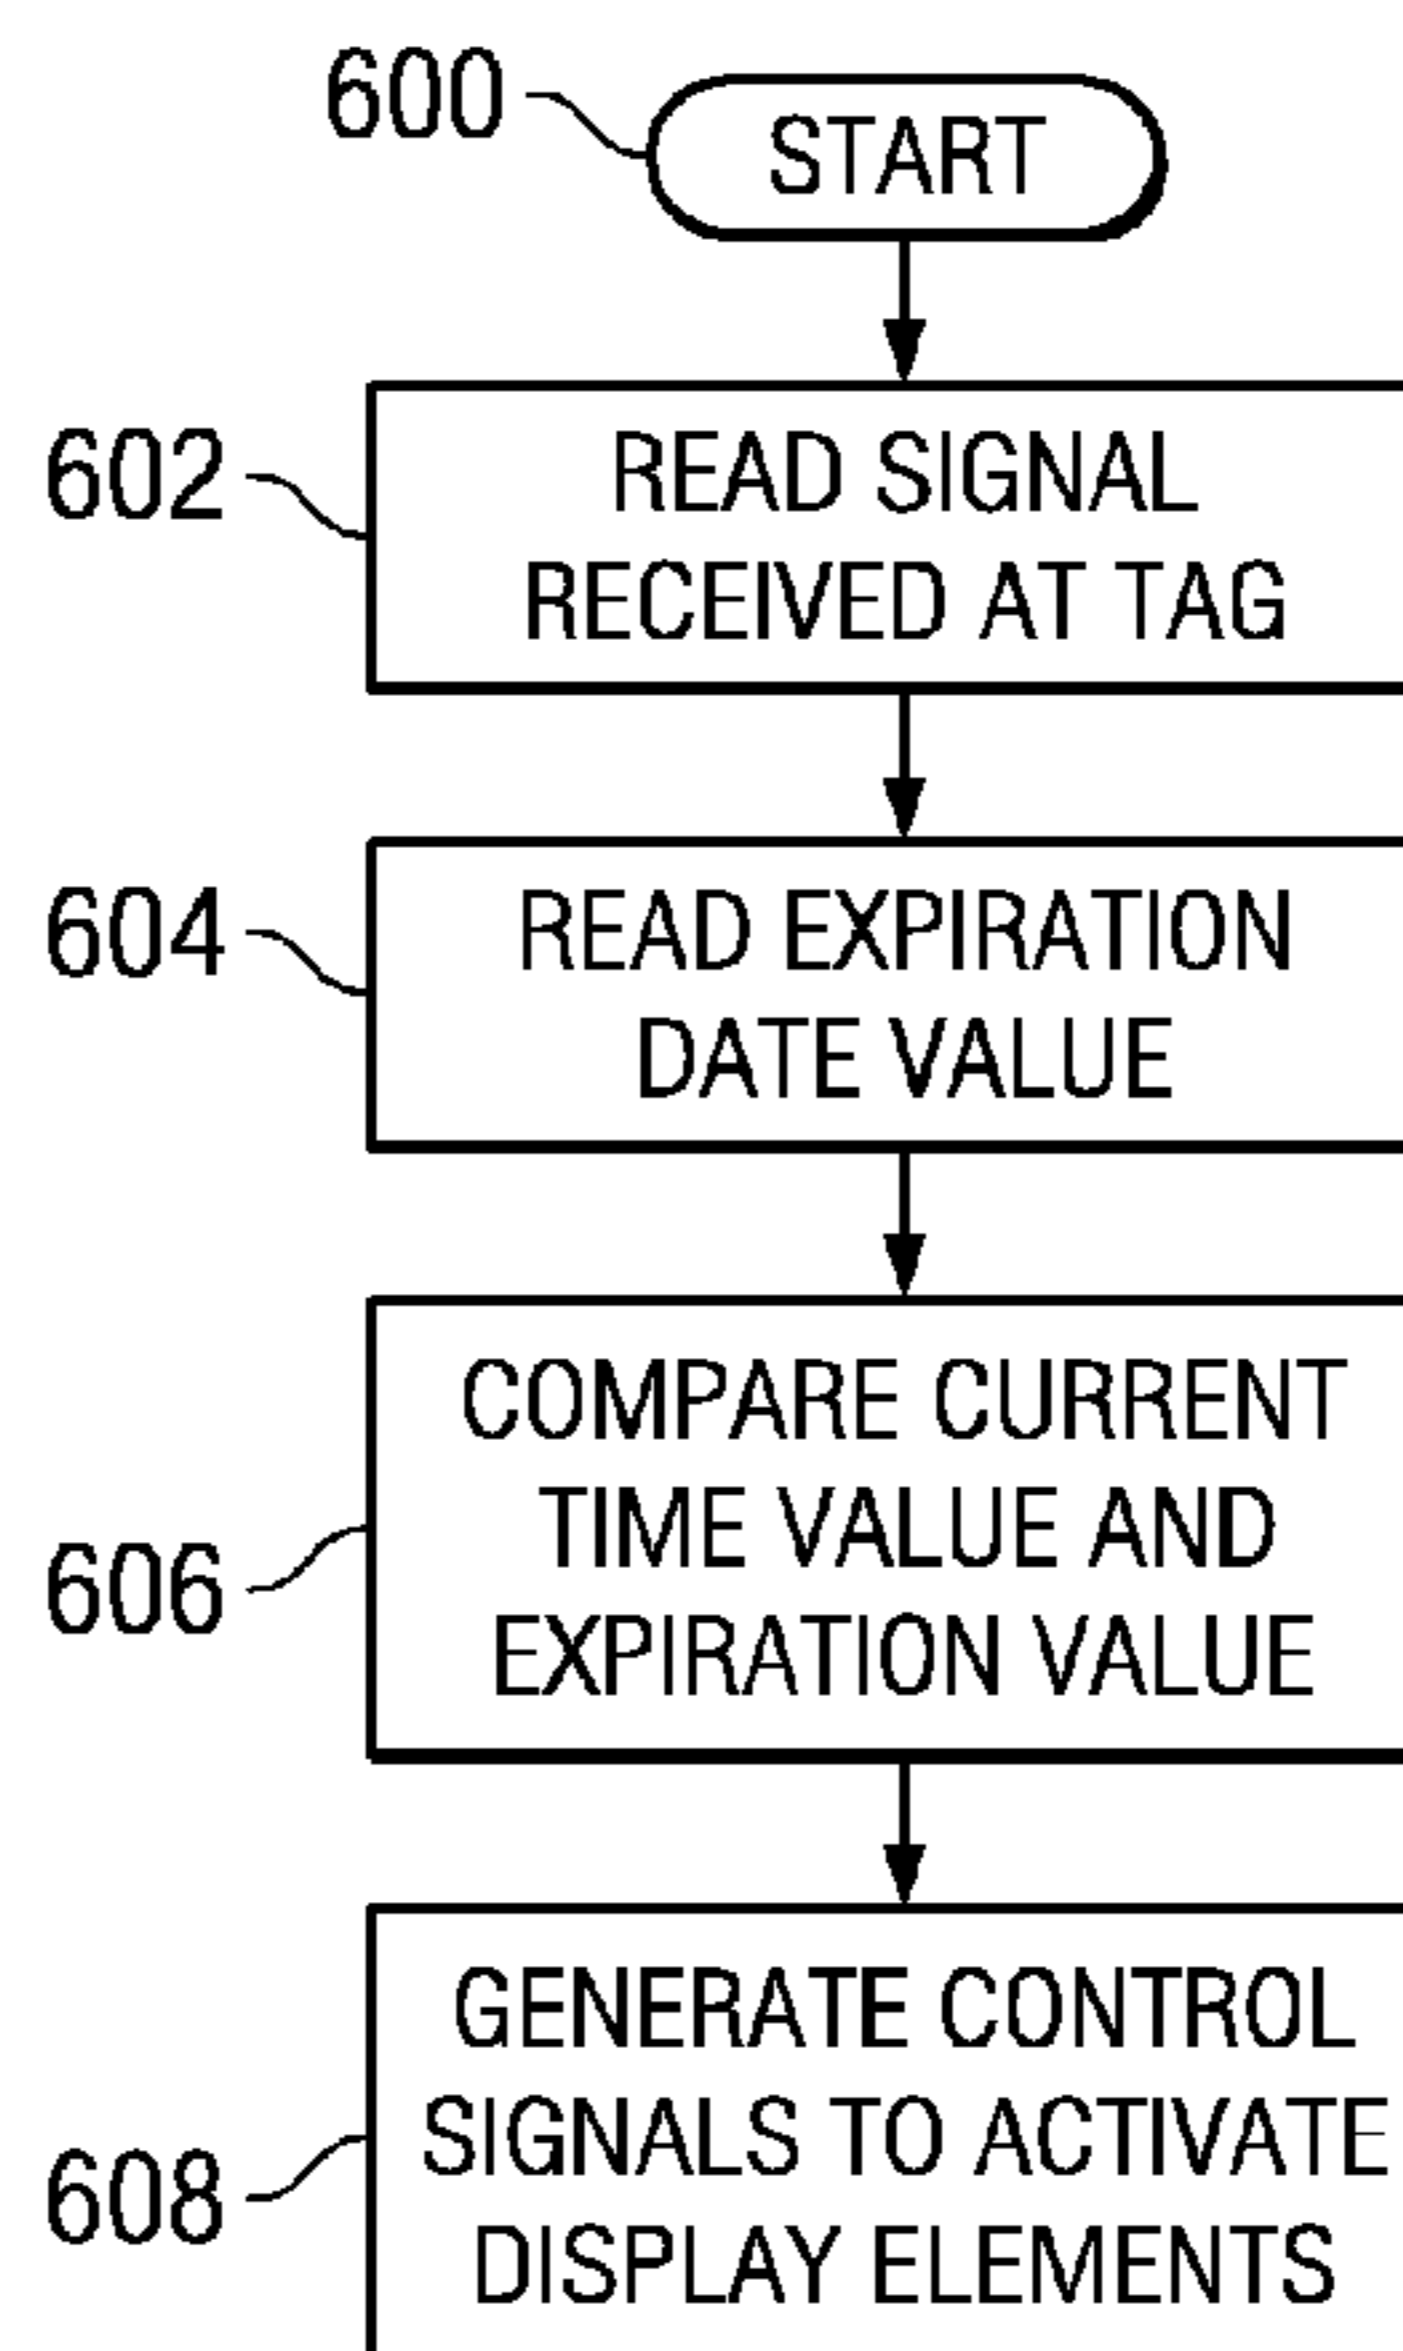 600
START
602
READ SIGNAL
RECEIVED AT TAG
604
READ EXPIRATION
DATE VALUE
606
COMPARE CURRENT
TIME VALUE AND
EXPIRATION VALUE
608
GENERATE CONTROL
SIGNALS TO ACTIVATE
DISPLAY ELEMENTS